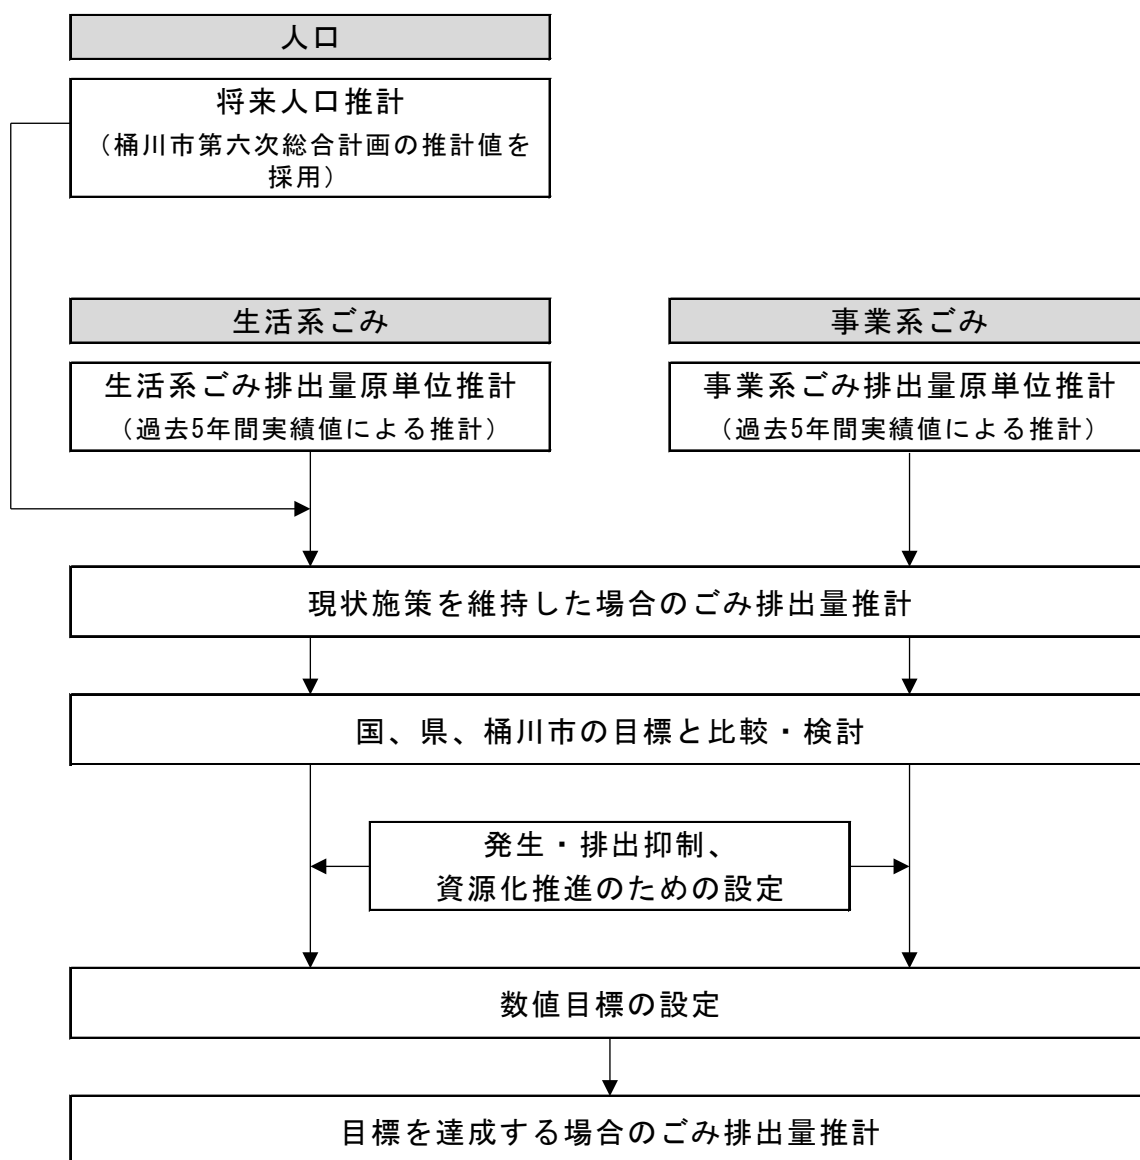 人口
将来人口推計
（桶川市第六次総合計画の推計値を
採用）
生活系ごみ
事業系ごみ
生活系ごみ排出量原単位推計
（過去5年間実績値による推計）
事業系ごみ排出量原単位推計
（過去5年間実績値による推計）
現状施策を維持した場合のごみ排出量推計
国、県、桶川市の目標と比較・検討
発生・排出抑制、
資源化推進のための設定
数値目標の設定
目標を達成する場合のごみ排出量推計